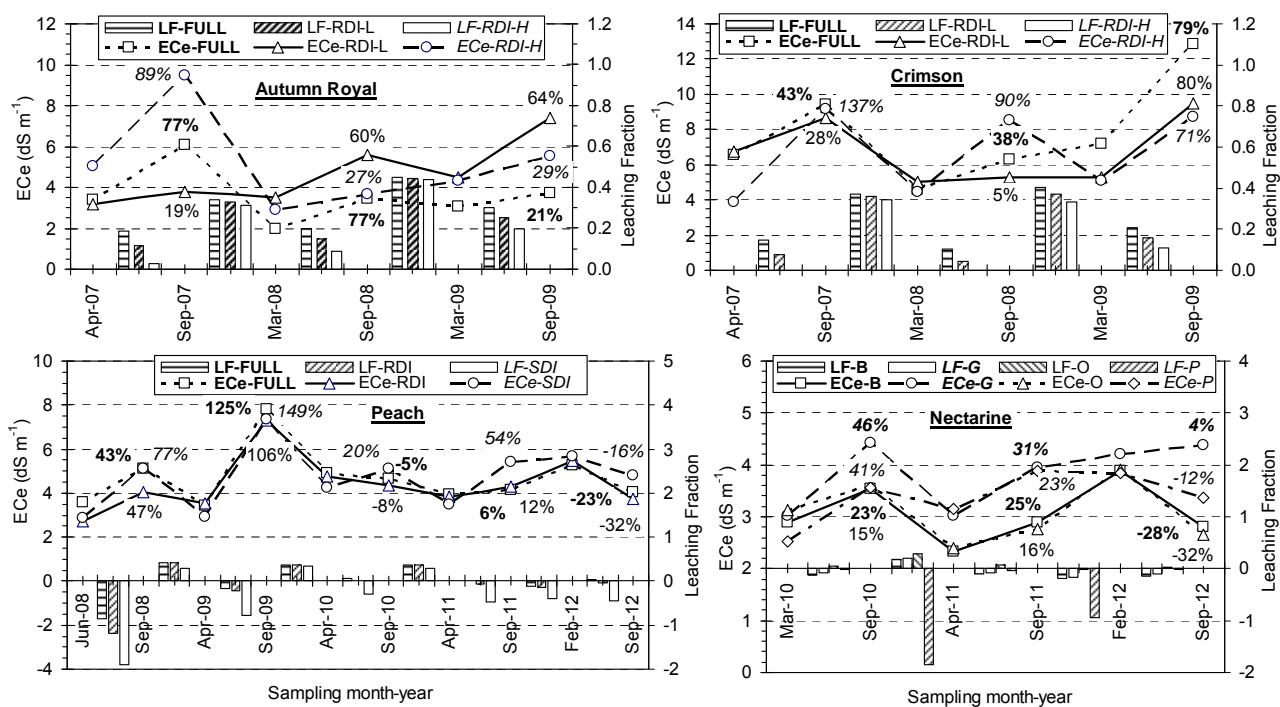 LF-FULL LF-RDI-L LF-RDI-H
ECe-FULL ECe-RDI-L ECe-RDI-H
Autumn Royal
ECe (dS m-1)
12
10
8
6
4
2
0
1.2
1.0
0.8
0.6
0.4
0.2
0.0
Leaching Fraction
89%
77%
19%
60%
27%
77%
64%
29%
21%
Apr-07
Sep-07
Mar-08
Sep-08
Mar-09
Sep-09
LF-FULL LF-RDI-L LF-RDI-H
ECe-FULL ECe-RDI-L ECe-RDI-H
Crimson
ECe (dS m-1)
14
12
10
8
6
4
2
0
1.2
1.0
0.8
0.6
0.4
0.2
0.0
Leaching Fraction
43%
137%
28%
90%
38%
5%
79%
80%
71%
Apr-07
Sep-07
Mar-08
Sep-08
Mar-09
Sep-09
LF-FULL LF-RDI LF-SDI
ECe-FULL ECe-RDI ECe-SDI
Peach
ECe (dS m-1)
10
8
6
4
2
0
-2
-4
5
4
3
2
1
0
-1
-2
Leaching Fraction
43%
77%
47%
125%
149%
106%
20%
-5%
-8%
54%
6%
12%
-16%
-23%
-32%
Jun-08
Sep-08
Apr-09
Sep-09
Apr-10
Sep-10
Apr-11
Sep-11
Feb-12
Sep-12
Sampling month-year
LF-B LF-G LF-O LF-P
ECe-B ECe-G ECe-O ECe-P
Nectarine
ECe (dS m-1)
6
5
4
3
2
1
0
4
3
2
1
0
-1
-2
Leaching Fraction
46%
41%
23%
15%
31%
23%
25%
16%
4%
-12%
-28%
-32%
Mar-10
Sep-10
Apr-11
Sep-11
Feb-12
Sep-12
Sampling month-year